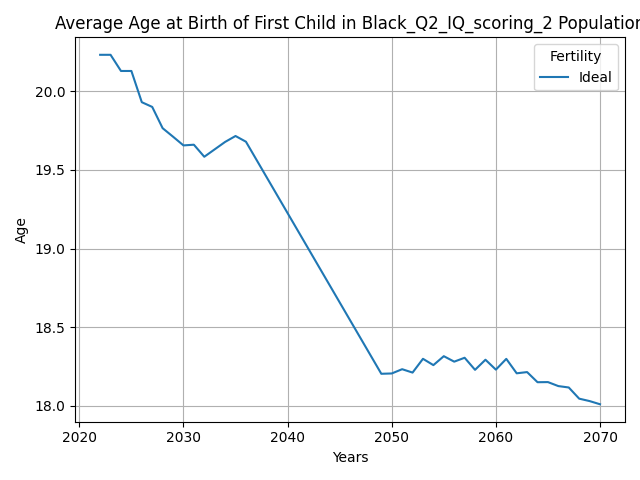 Average Age at Birth of First Child in Black_Q2_IQ_scoring_2 Population
Fertility
Ideal
20.0
19.5
19.0
18.5
18.0
Age
2020 2030 2040 2050 2060 2070
Years